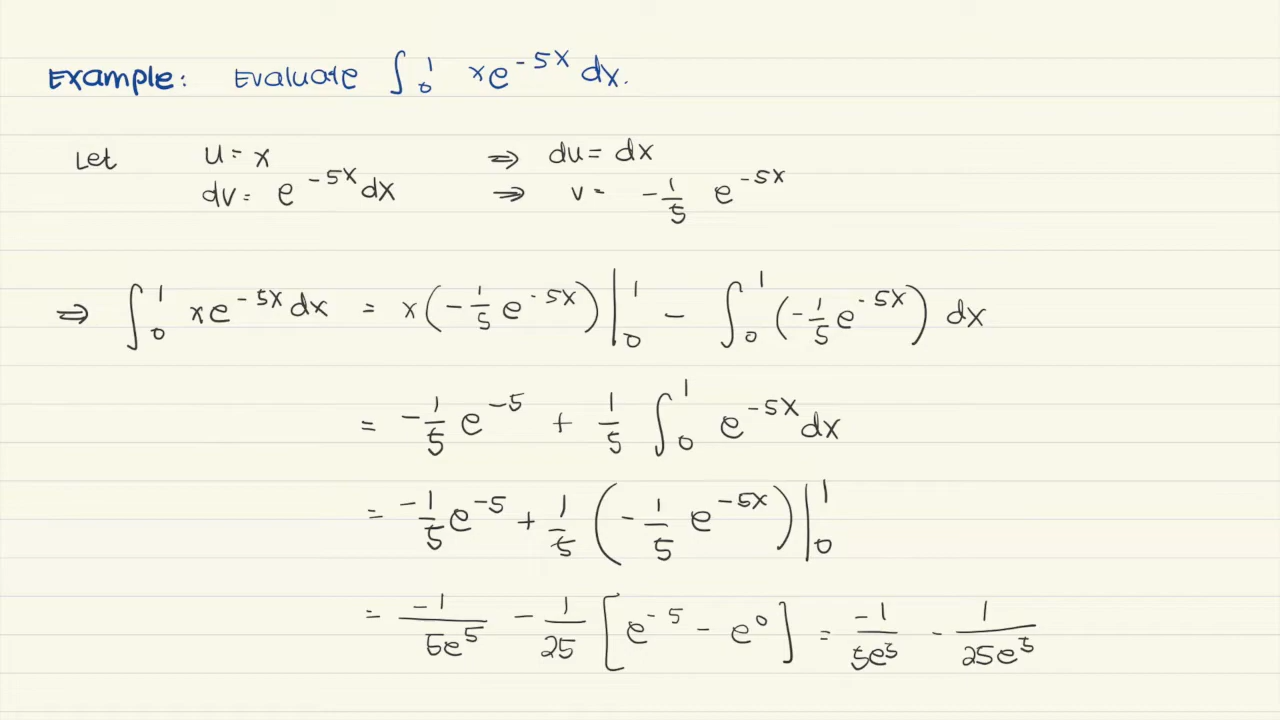 Example: Evaluate ∫₀¹ xe^{-5x} dx.
Let u = x ⇒ du = dx
dv = e^{-5x} dx ⇒ v = -1/5 e^{-5x}
⇒ ∫₀¹ xe^{-5x} dx = x(-1/5 e^{-5x})|₀¹ - ∫₀¹ (-1/5 e^{-5x}) dx
= -1/5 e^{-5} + 1/5 ∫₀¹ e^{-5x} dx
= -1/5 e^{-5} + 1/5 (-1/5 e^{-5x})|₀¹
= -1/(5e^5) - 1/25 [e^{-5} - e^0] = -1/(5e^5) - 1/(25e^5)